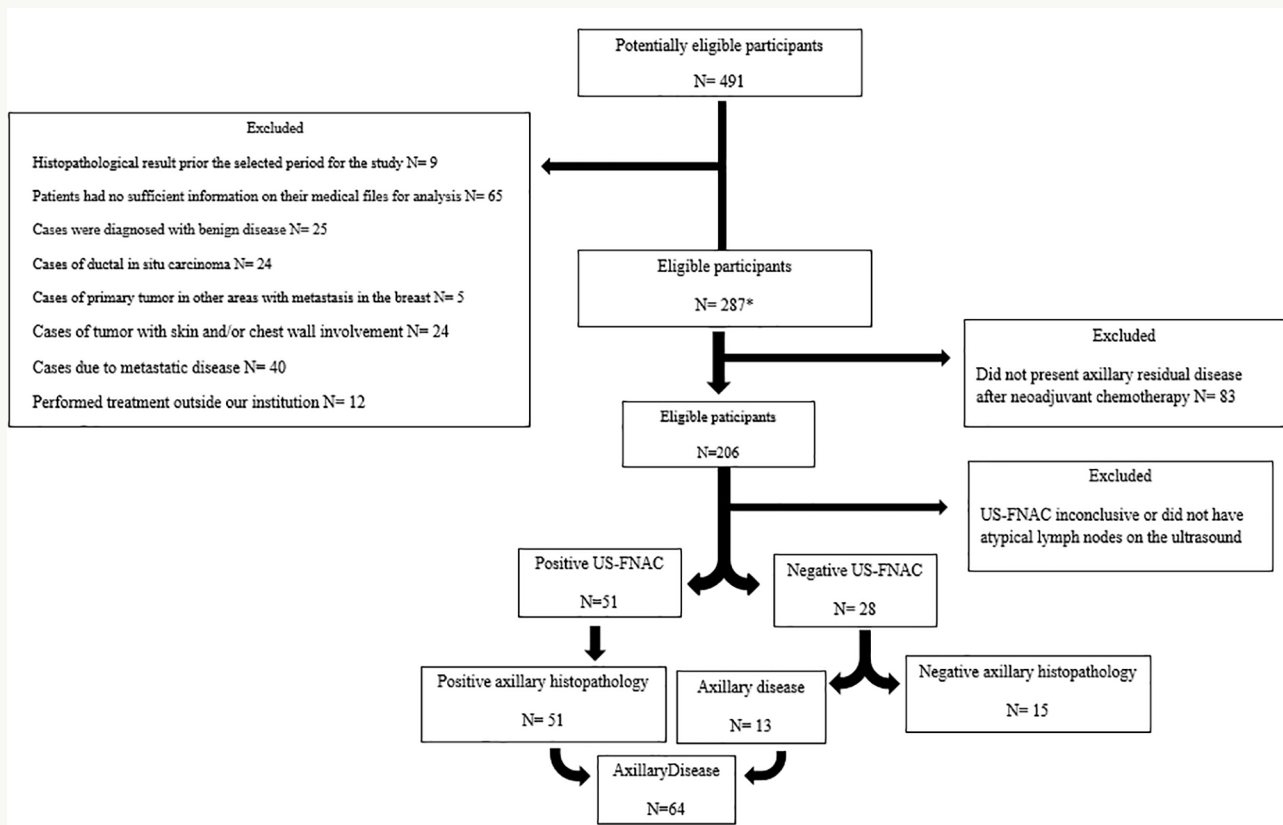 Potentially eligible participants
N= 491
Excluded
Histopathological result prior the selected period for the study N= 9
Patients had no sufficient information on their medical files for analysis N= 65
Cases were diagnosed with benign disease N= 25
Cases of ductal in situ carcinoma N= 24
Cases of primary tumor in other areas with metastasis in the breast N= 5
Cases of tumor with skin and/or chest wall involvement N= 24
Cases due to metastatic disease N= 40
Performed treatment outside our institution N= 12
Eligible participants
N= 287*
Excluded
Did not present axillary residual disease
after neoadjuvant chemotherapy N= 83
Eligible paticipants
N=206
Excluded
US-FNAC inconclusive or did not have
atypical lymph nodes on the ultrasound
Positive US-FNAC
N=51
Negative US-FNAC
N= 28
Positive axillary histopathology
N= 51
Axillary disease
N= 13
Negative axillary histopathology
N= 15
AxillaryDisease
N=64